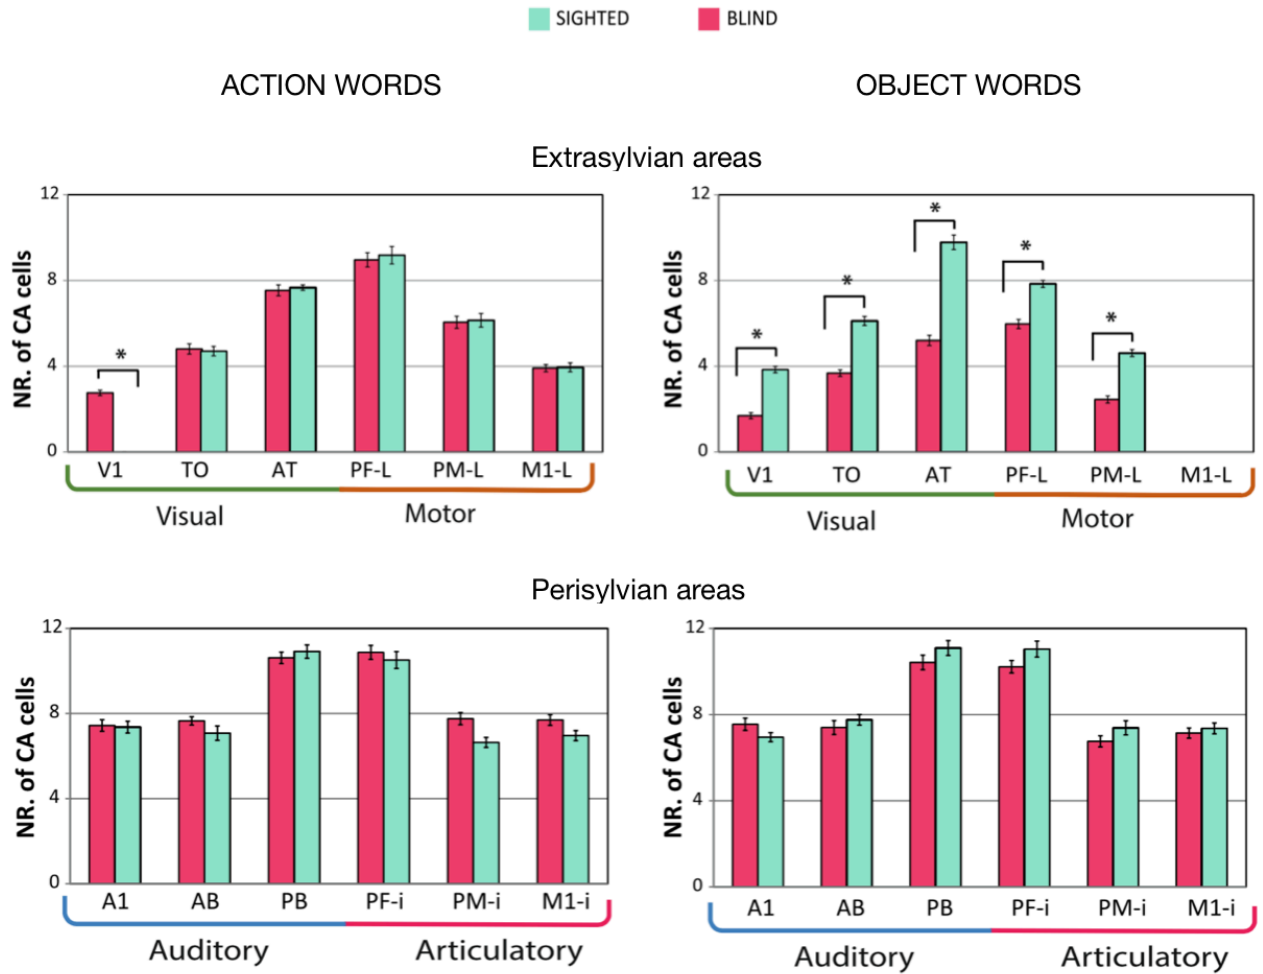 SIGHTED BLIND
ACTION WORDS OBJECT WORDS
Extrasylvian areas
12
8
4
0
NR. of CA cells
*
V1 TO AT PF-L PM-L M1-L
Visual Motor
12
8
4
0
NR. of CA cells
* * * * *
V1 TO AT PF-L PM-L M1-L
Visual Motor
Perisylvian areas
12
8
4
0
NR. of CA cells
A1 AB PB PF-i PM-i M1-i
Auditory Articulatory
12
8
4
0
NR. of CA cells
A1 AB PB PF-i PM-i M1-i
Auditory Articulatory